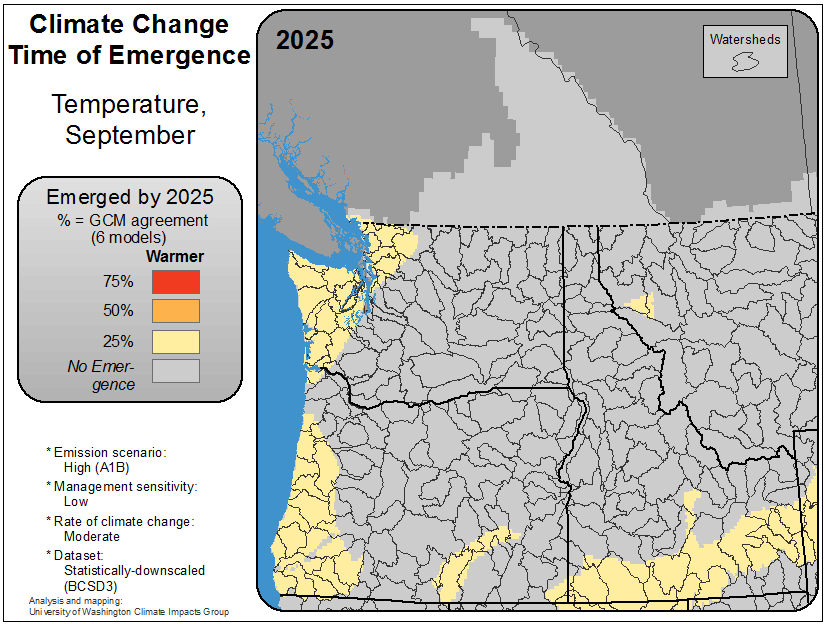 Climate Change
Time of Emergence
Temperature,
September
Emerged by 2025
% = GCM agreement
(6 models)
Warmer
75%
50%
25%
No Emer-
gence
* Emission scenario:
High (A1B)
* Management sensitivity:
Low
* Rate of climate change:
Moderate
* Dataset:
Statistically-downscaled
(BCSD3)
Analysis and mapping:
University of Washington Climate Impacts Group
2025
Watersheds